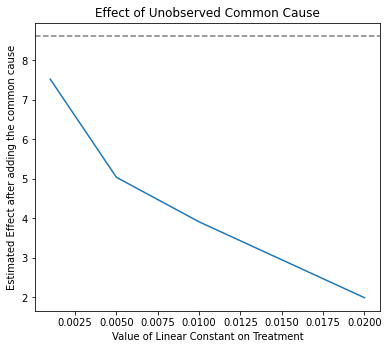 Effect of Unobserved Common Cause
Estimated Effect after adding the common cause
8
7
6
5
4
3
2
0.0025 0.0050 0.0075 0.0100 0.0125 0.0150 0.0175 0.0200
Value of Linear Constant on Treatment